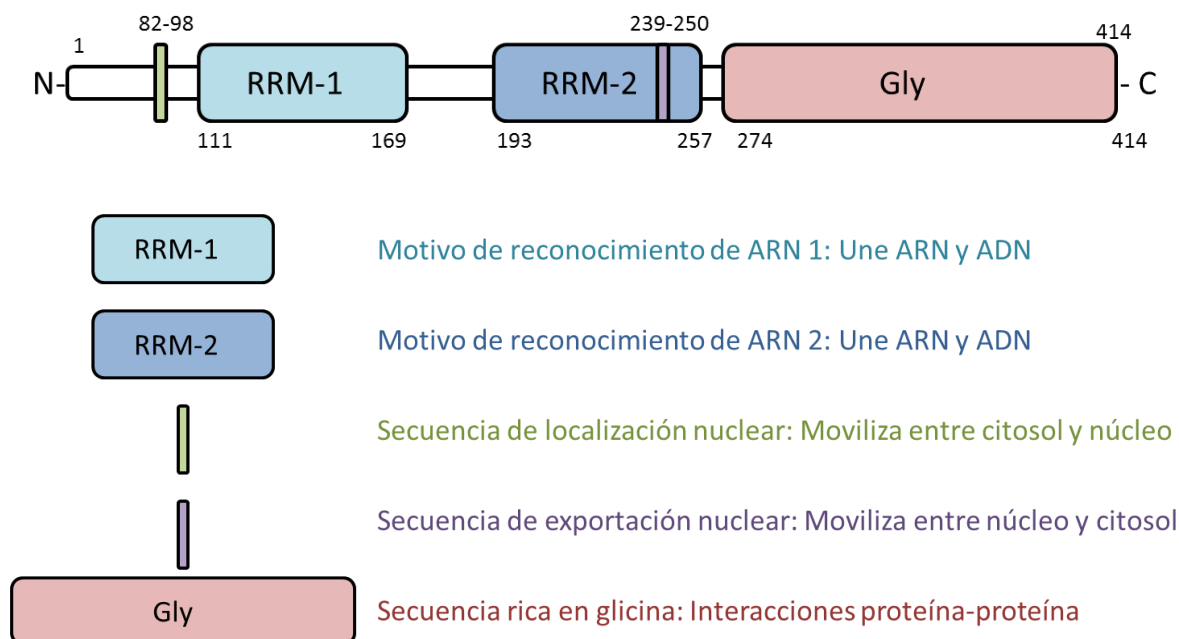 82-98 239-250
1 414
N- RRM-1 RRM-2 Gly - C
111 169 193 257 274 414
RRM-1 Motivo de reconocimiento de ARN 1: Une ARN y ADN
RRM-2 Motivo de reconocimiento de ARN 2: Une ARN y ADN
Secuencia de localización nuclear: Moviliza entre citosol y núcleo
Secuencia de exportación nuclear: Moviliza entre núcleo y citosol
Gly Secuencia rica en glicina: Interacciones proteína-proteína